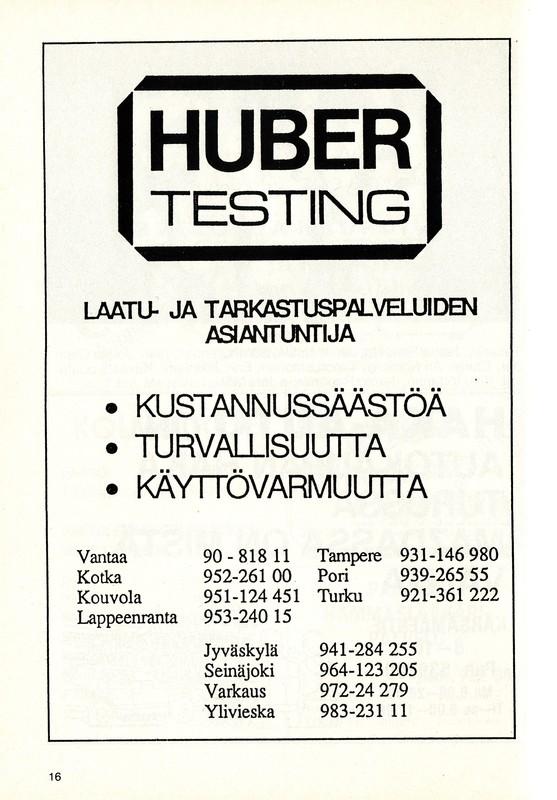 HUBER
TESTING
LAATU- JA TARKASTUSPALVELUIDEN
ASIANTUNTIJA
• KUSTANNUSSÄÄSTÖÄ
• TURVALLISUUTTA
• KÄYTTÖVARMUUTTA
Vantaa 90 - 818 11 Tampere 931-146 980
Kotka 952-261 00 Pori 939-265 55
Kouvola 951-124 451 Turku 921-361 222
Lappeenranta 953-240 15
Jyväskylä 941-284 255
Seinäjoki 964-123 205
Varkaus 972-24 279
Ylivieska 983-231 11
16